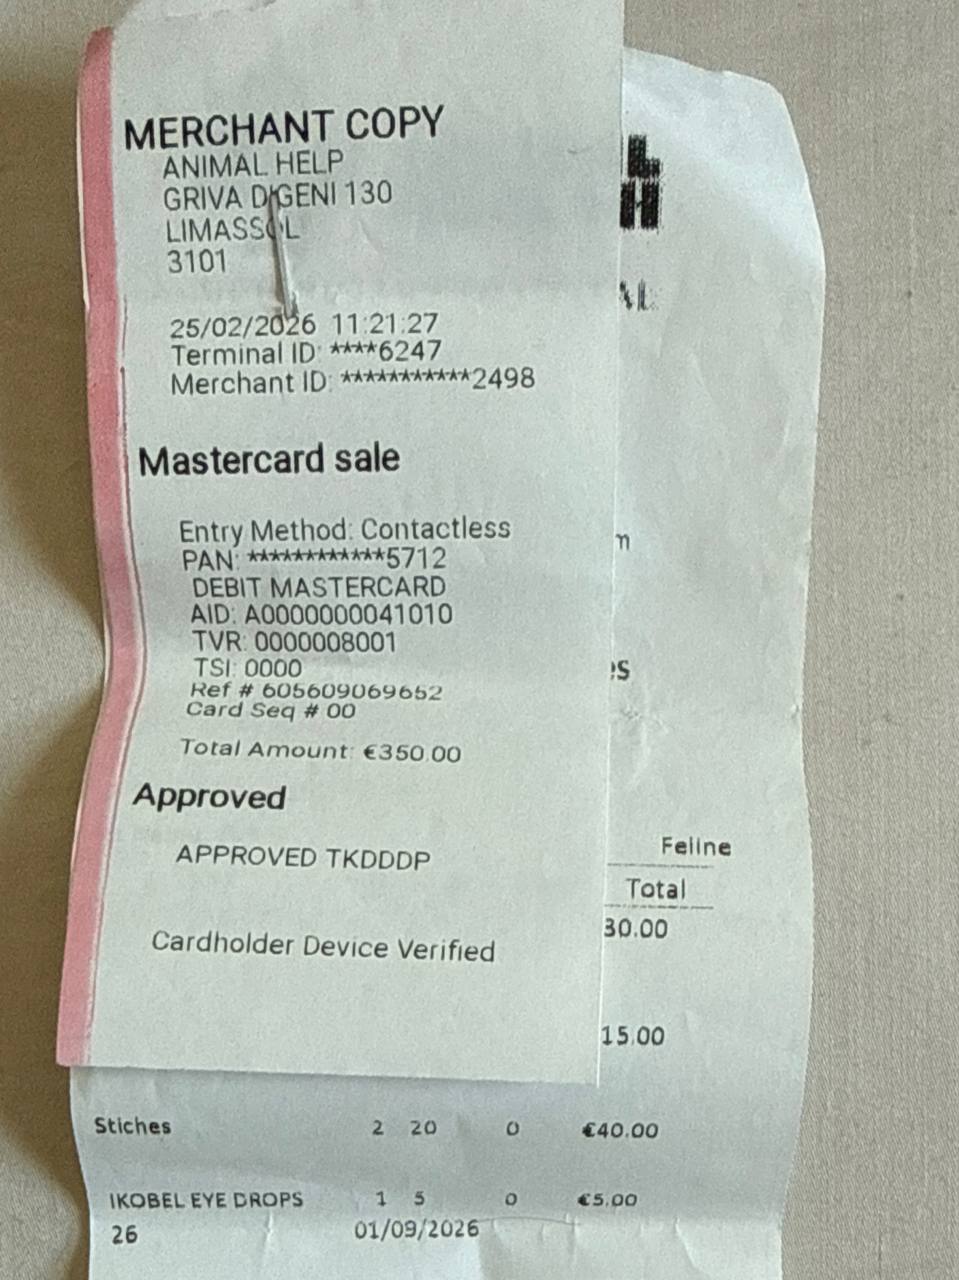 MERCHANT COPY
ANIMAL HELP
GRIVA DIGENI 130
LIMASSOL
3101
25/02/2026 11:21:27
Terminal ID: ****6247
Merchant ID: ***********2498
Mastercard sale
Entry Method: Contactless
PAN: ************5712
DEBIT MASTERCARD
AID: A0000000041010
TVR: 0000008001
TSI: 0000
Ref # 605609069652
Card Seq # 00
Total Amount: €350.00
Approved
APPROVED TKDDDP
Cardholder Device Verified
Feline
Total
30.00
15.00
Stiches 2 20 0 €40.00
IKOBEL EYE DROPS 1 5 0 €5.00
26 01/09/2026